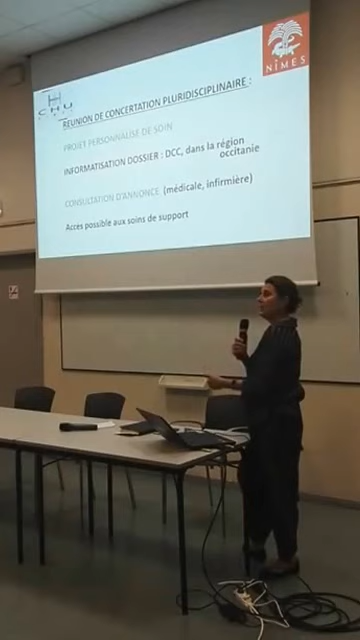 CHU
NÎMES
REUNION DE CONCERTATION PLURIDISCIPLINAIRE :
PROJET PERSONNALISE DE SOIN
INFORMATISATION DOSSIER : DCC, dans la région
occitanie
CONSULTATION D'ANNONCE (médicale, infirmière)
Accès possible aux soins de support